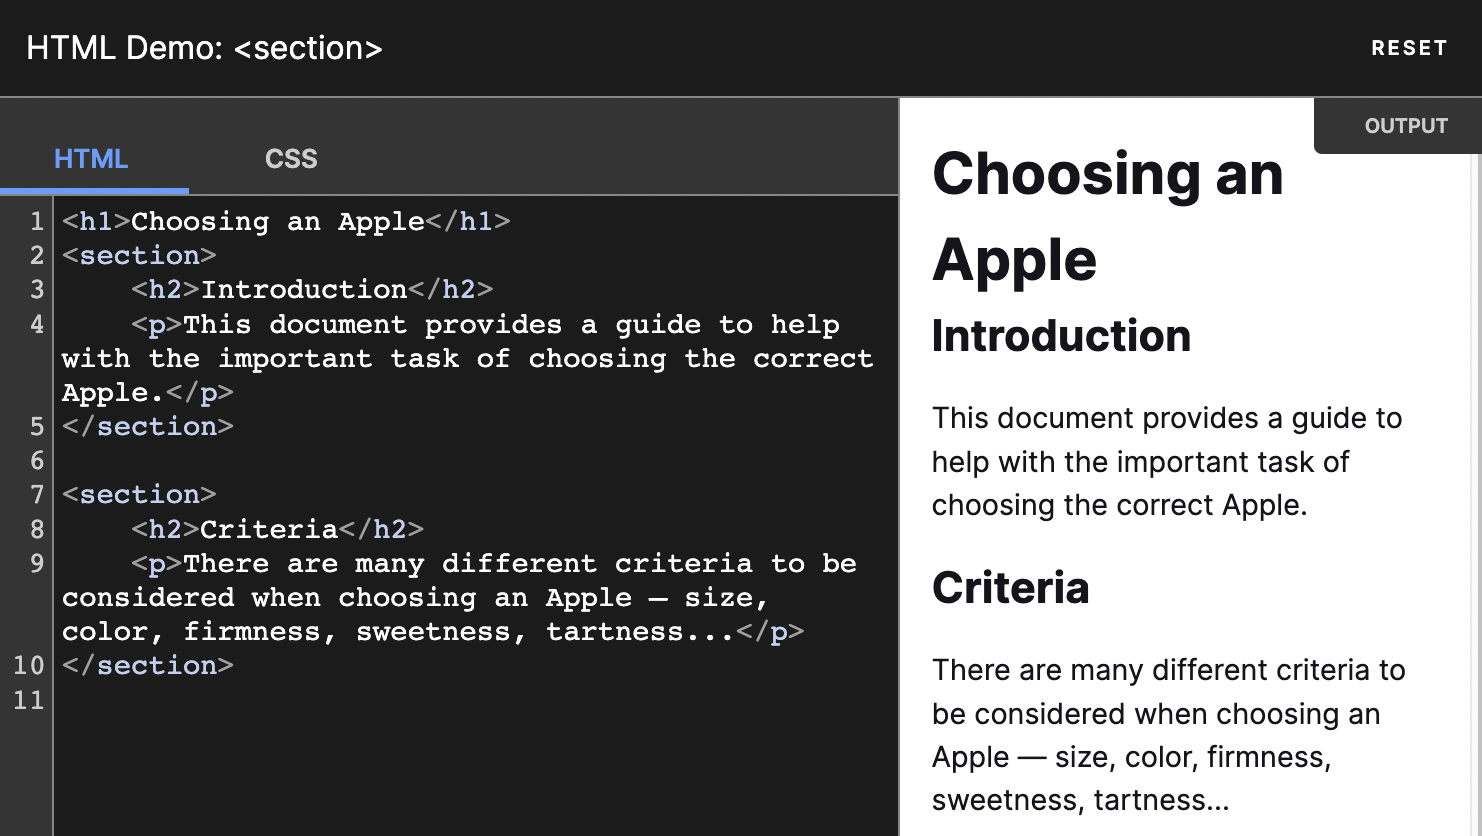 HTML Demo: <section>
RESET
HTML
CSS
1 <h1>Choosing an Apple</h1>
2 <section>
3     <h2>Introduction</h2>
4     <p>This document provides a guide to help
with the important task of choosing the correct
Apple.</p>
5 </section>
6
7 <section>
8     <h2>Criteria</h2>
9     <p>There are many different criteria to be
considered when choosing an Apple — size,
color, firmness, sweetness, tartness...</p>
10 </section>
11
OUTPUT
Choosing an
Apple
Introduction
This document provides a guide to
help with the important task of
choosing the correct Apple.
Criteria
There are many different criteria to
be considered when choosing an
Apple — size, color, firmness,
sweetness, tartness...